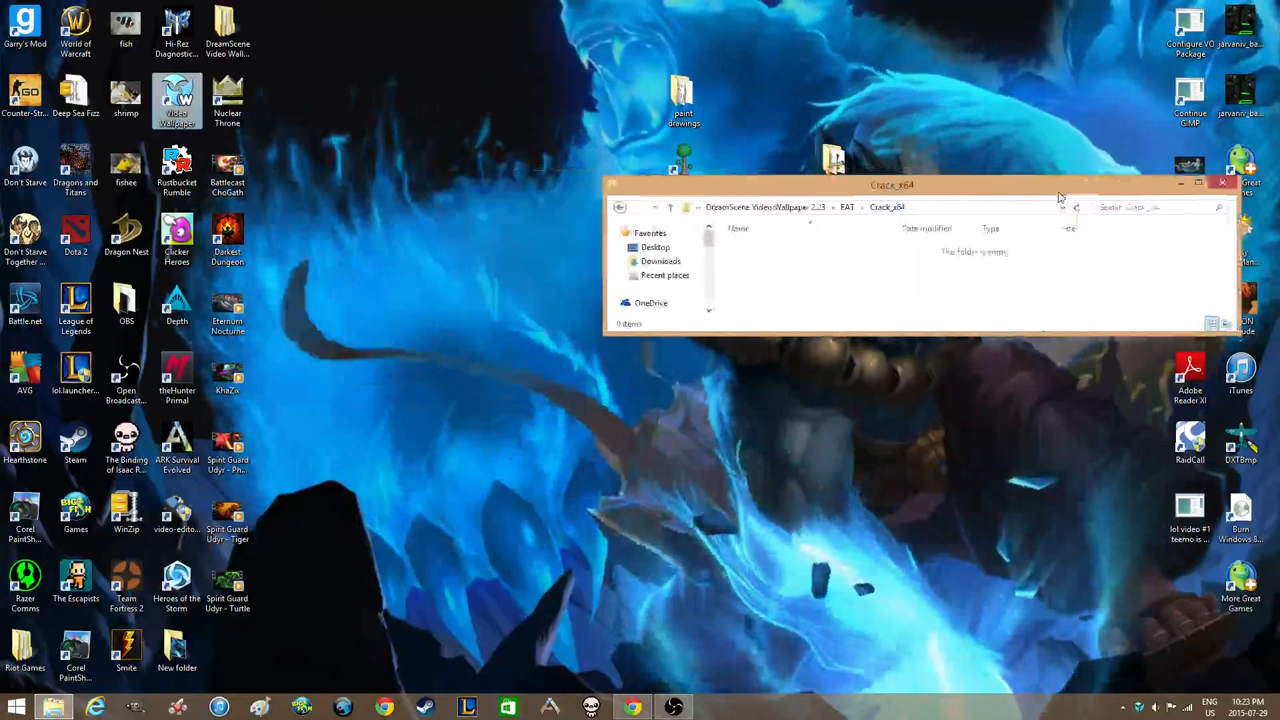 Garry's Mod
World of
Warcraft
fish
Hi-Rez
Diagnostic...
DreamScene
Video Wall...
Counter-Str...
Deep Sea Fizz
shrimp
Video
Wallpaper
Nuclear
Throne
Don't Starve
Dragons and
Titans
fishee
Rustbucket
Rumble
Battlecast
ChoGath
Don't Starve
Together ...
Dota 2
Dragon Nest
Clicker
Heroes
Darkest
Dungeon
Battle.net
League of
Legends
OBS
Depth
Eternum
Nocturne
AVG
lol.launcher...
Open
Broadcast...
theHunter
Primal
KhaZix
Hearthstone
Steam
The Binding
of Isaac R...
ARK Survival
Evolved
Spirit Guard
Udyr - Ph...
Corel
PaintSh...
Games
WinZip
video-edito...
Spirit Guard
Udyr - Tiger
Razer
Comms
The Escapists
Team
Fortress 2
Heroes of
the Storm
Spirit Guard
Udyr - Turtle
Riot Games
Corel
PaintSh...
Smite
New folder
paint
drawings
Configure VO
Package
jarvaniv_ba...
Continue
GIMP
jarvaniv_ba...
Crack_x64
DreamScene.Video.Wallpaper 2.23
EAT
Crack_x64
Name
Date modified
Type
This folder is empty.
Favorites
Desktop
Downloads
Recent places
OneDrive
0 items
Adobe
Reader XI
iTunes
RaidCall
DXTBmp
lol video #1
teemo is ...
Burn
Windows 8...
More Great
Games
ENG
US
10:23 PM
2015-07-29